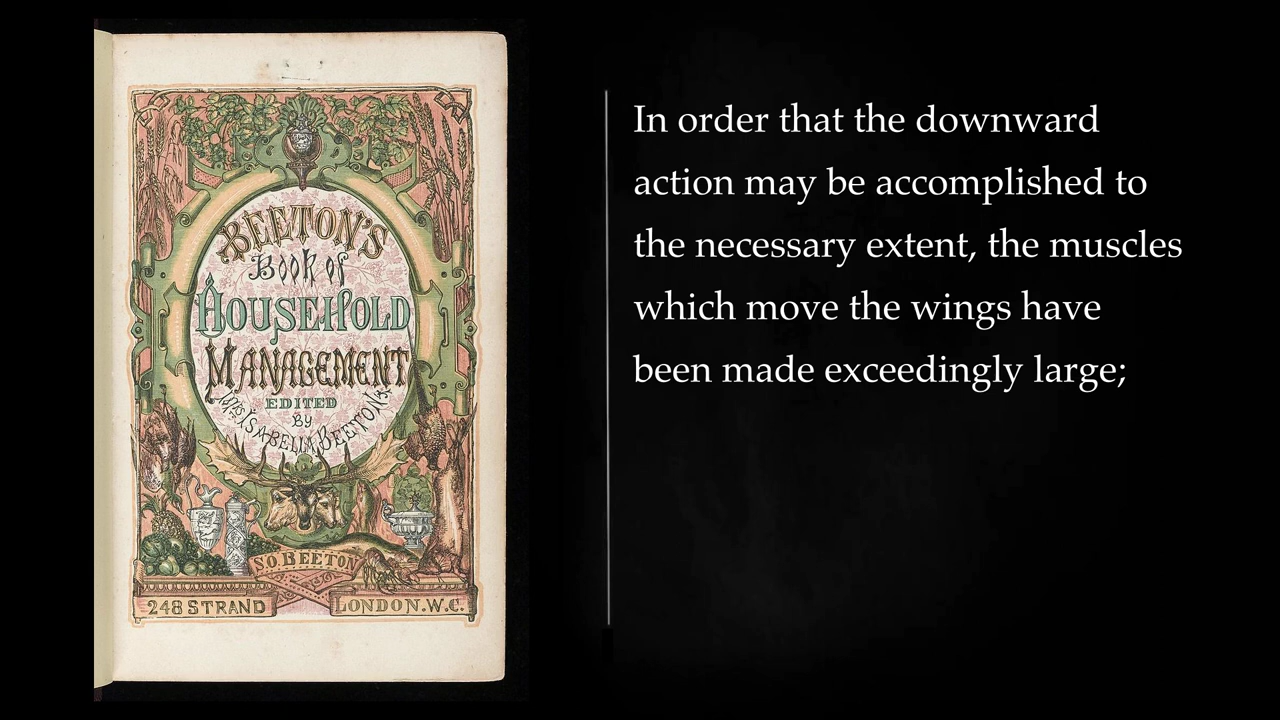 BEETON'S
Book of
HOUSEHOLD
MANAGEMENT
EDITED
BY
MRS ISABELLA BEETON
S.O. BEETON
248 STRAND
LONDON. W.C.
In order that the downward
action may be accomplished to
the necessary extent, the muscles
which move the wings have
been made exceedingly large;